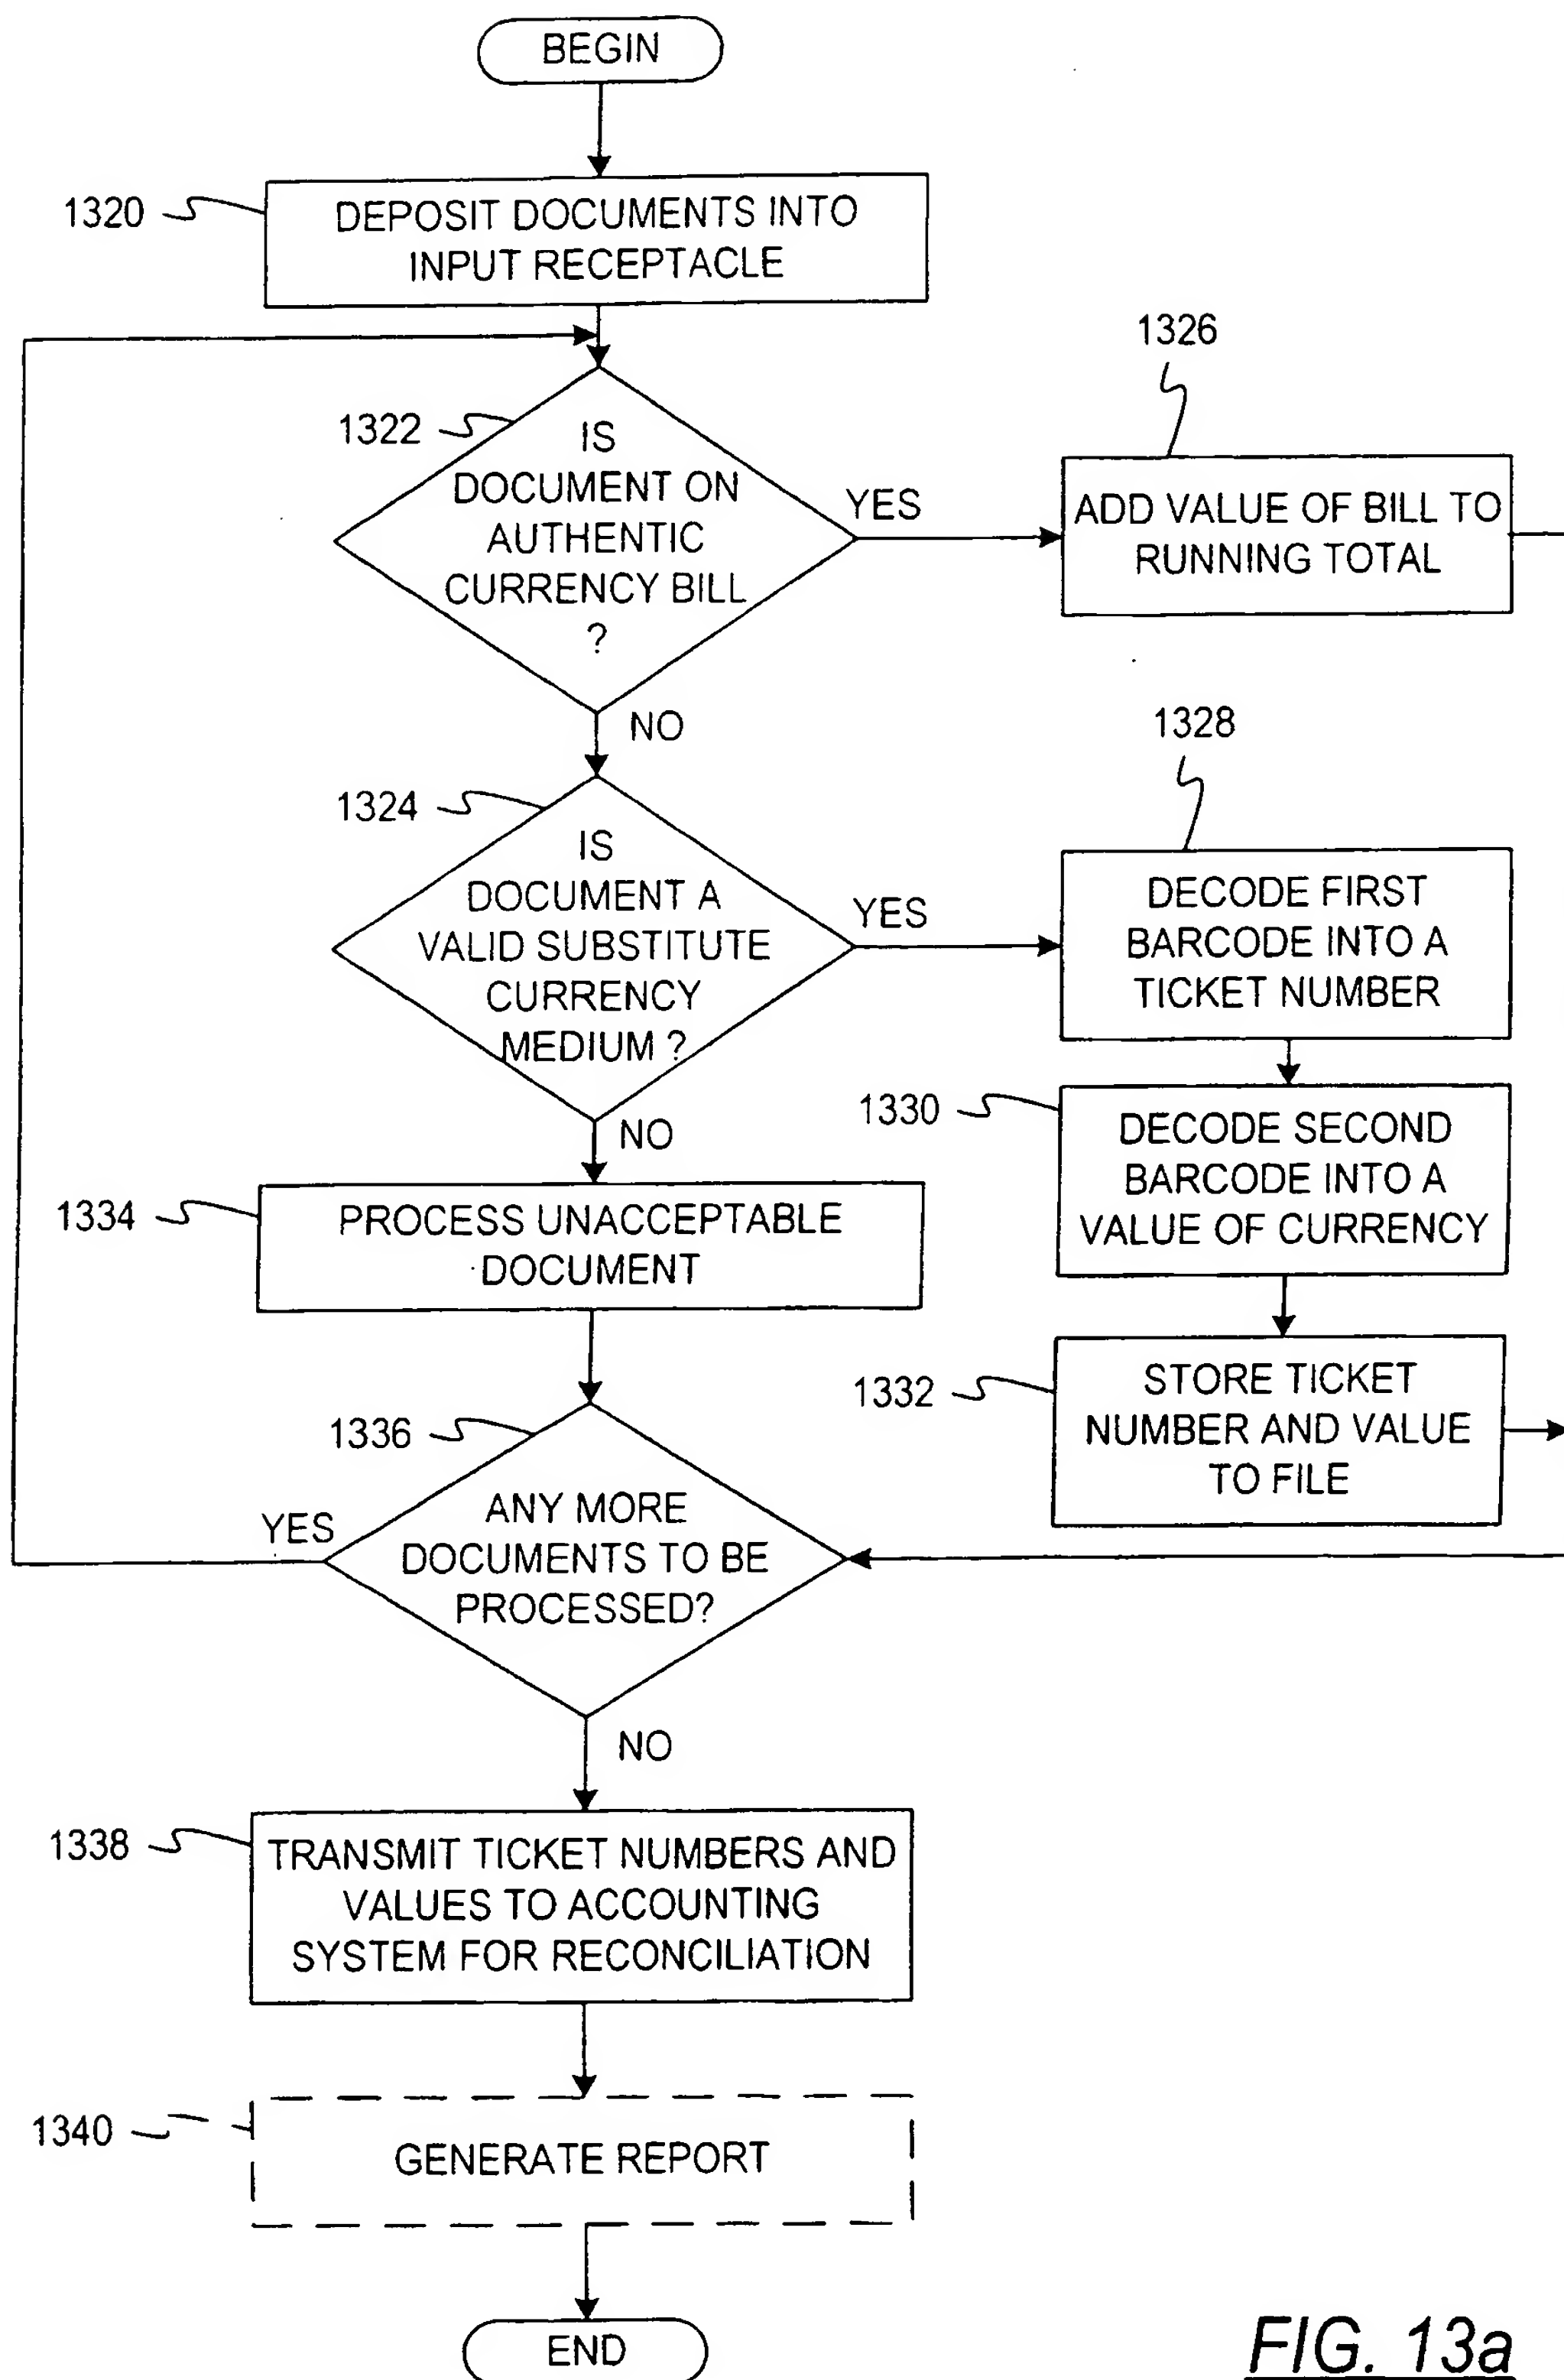 BEGIN
1320
DEPOSIT DOCUMENTS INTO
INPUT RECEPTACLE
1322
IS
DOCUMENT ON
AUTHENTIC
CURRENCY BILL
?
YES
1326
ADD VALUE OF BILL TO
RUNNING TOTAL
NO
1324
IS
DOCUMENT A
VALID SUBSTITUTE
CURRENCY
MEDIUM ?
YES
1328
DECODE FIRST
BARCODE INTO A
TICKET NUMBER
1330
DECODE SECOND
BARCODE INTO A
VALUE OF CURRENCY
1332
STORE TICKET
NUMBER AND VALUE
TO FILE
NO
1334
PROCESS UNACCEPTABLE
DOCUMENT
1336
ANY MORE
DOCUMENTS TO BE
PROCESSED?
YES
NO
1338
TRANSMIT TICKET NUMBERS AND
VALUES TO ACCOUNTING
SYSTEM FOR RECONCILIATION
1340
GENERATE REPORT
END
FIG. 13a